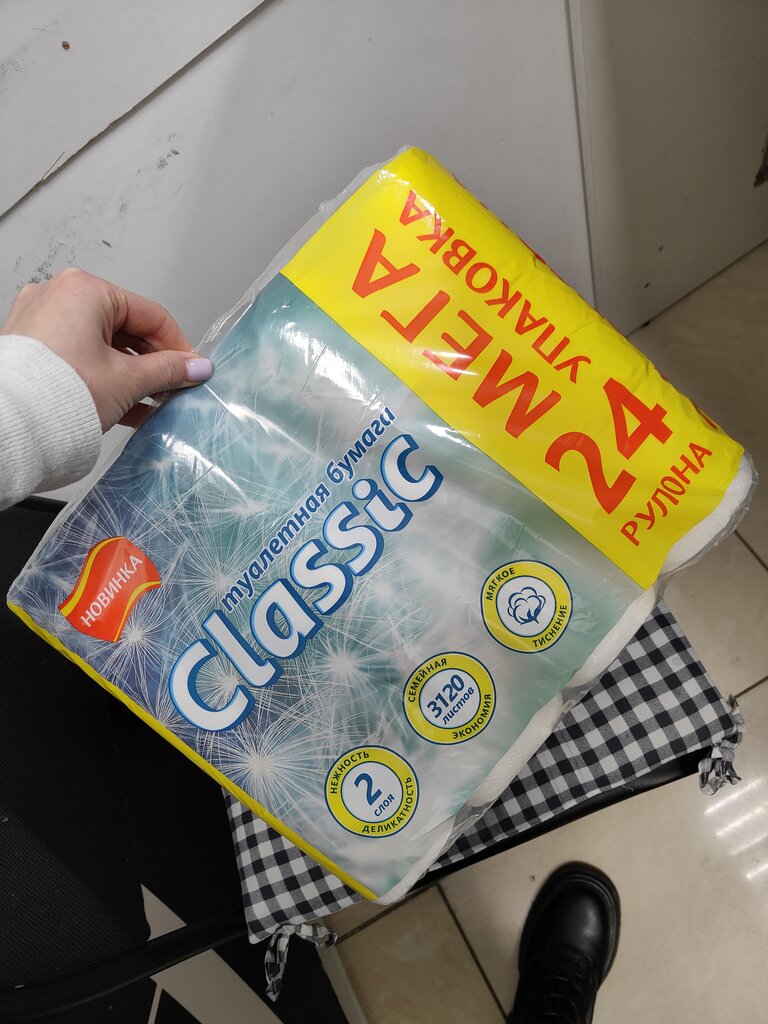 МЕГА
УПАКОВКА
24
РУЛОНА
НОВИНКА
туалетная бумага
Classic
МЯГКОЕ
ТИСНЕНИЕ
СЕМЕЙНАЯ
3120
листов
ЭКОНОМИЯ
НЕЖНОСТЬ
2
слоя
ДЕЛИКАТНОСТЬ